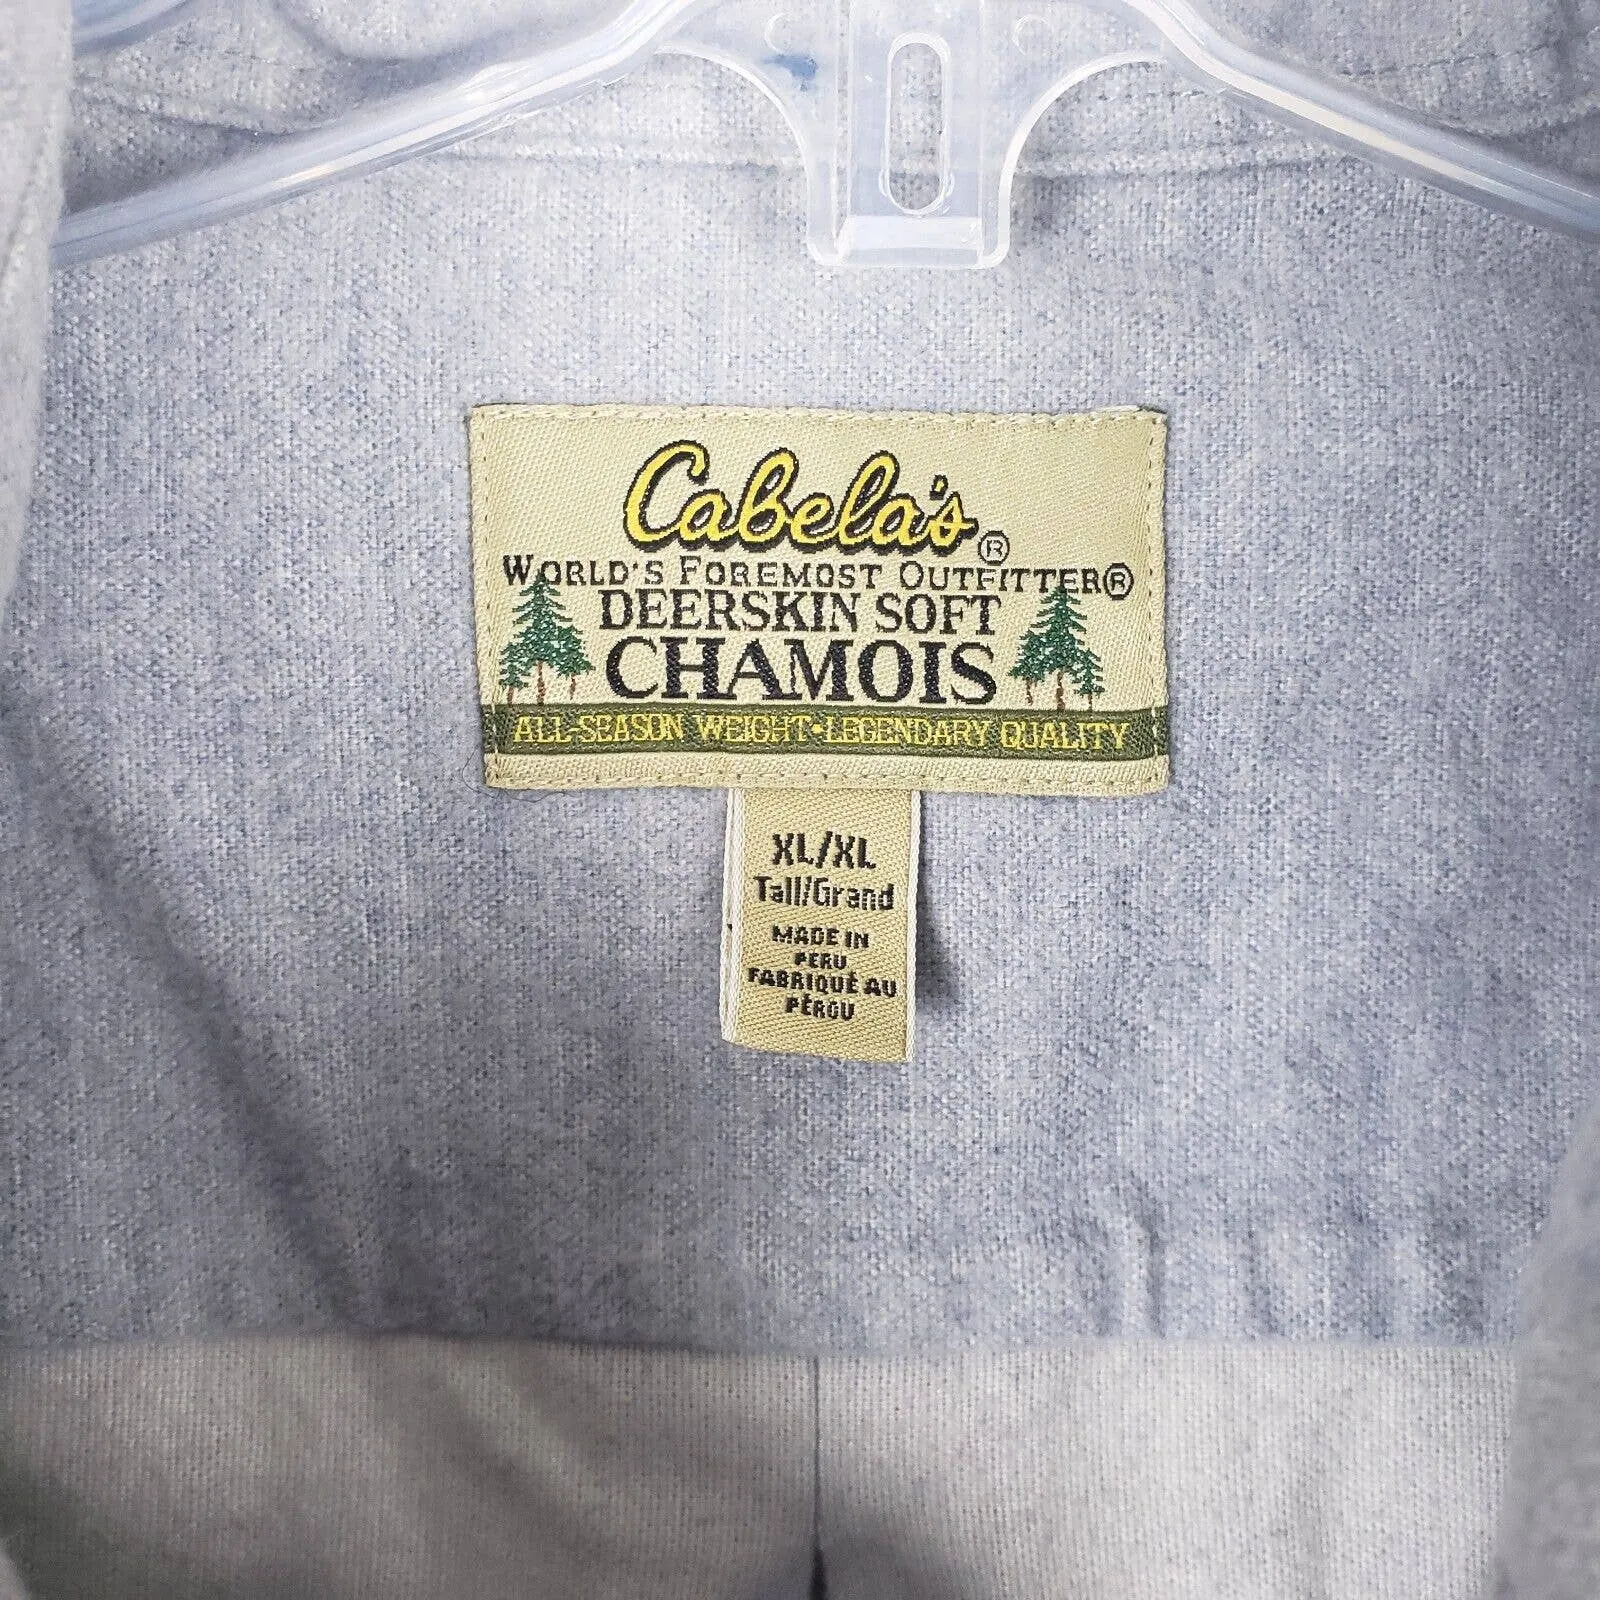 Cabela's®
WORLD'S FOREMOST OUTFITTER®
DEERSKIN SOFT
CHAMOIS
ALL-SEASON WEIGHT•LEGENDARY QUALITY
XL/XL
Tall/Grand
MADE IN
PERU
FABRIQUÉ AU
PÉROU